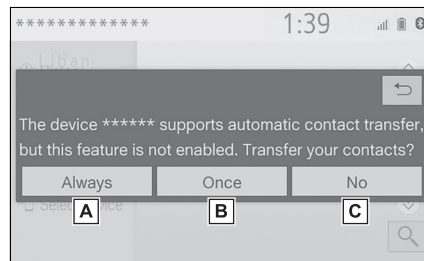 ************* 1:39
The device ****** supports automatic contact transfer,
but this feature is not enabled. Transfer your contacts?
Always Once No
A B C